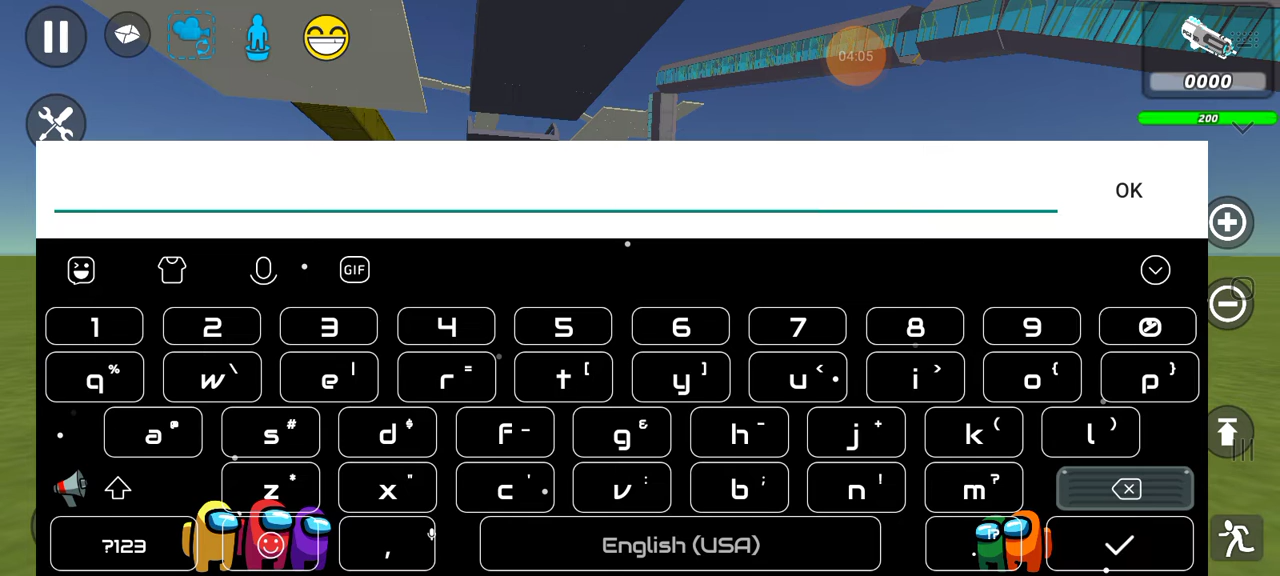 04:05
0000
200
OK
GIF
1 2 3 4 5 6 7 8 9 0
q % w \ e | r = t [ y ] u < i > o { p }
a @ s # d $ f - g & h - j + k ( l )
z * x " c ' v : b ; n ! m ?
?123 , English (USA)